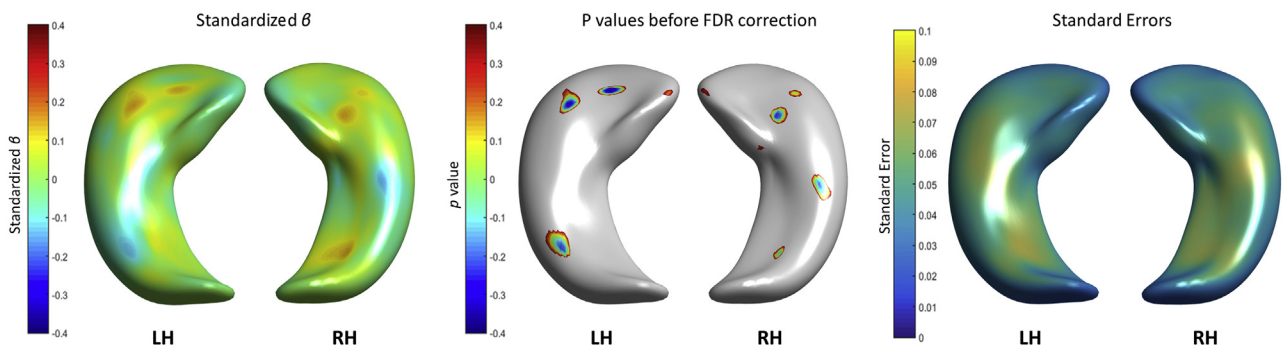 Standardized β
P values before FDR correction
Standard Errors
Standardized β
0.4
0.3
0.2
0.1
0
-0.1
-0.2
-0.3
-0.4
LH
RH
p value
0.4
0.3
0.2
0.1
0
-0.1
-0.2
-0.3
-0.4
LH
RH
Standard Error
0.1
0.09
0.08
0.07
0.06
0.05
0.04
0.03
0.02
0.01
0
LH
RH